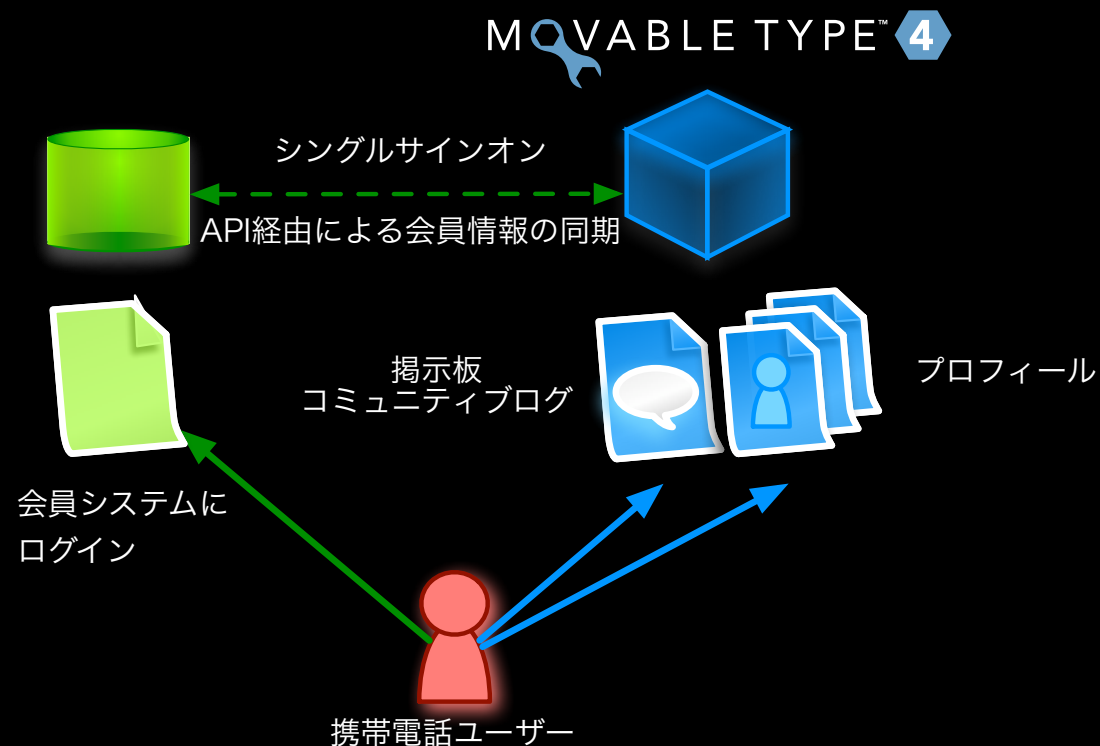 MOVABLE TYPE™ 4
シングルサインオン
API経由による会員情報の同期
掲示板
コミュニティブログ
プロフィール
会員システムに
ログイン
携帯電話ユーザー